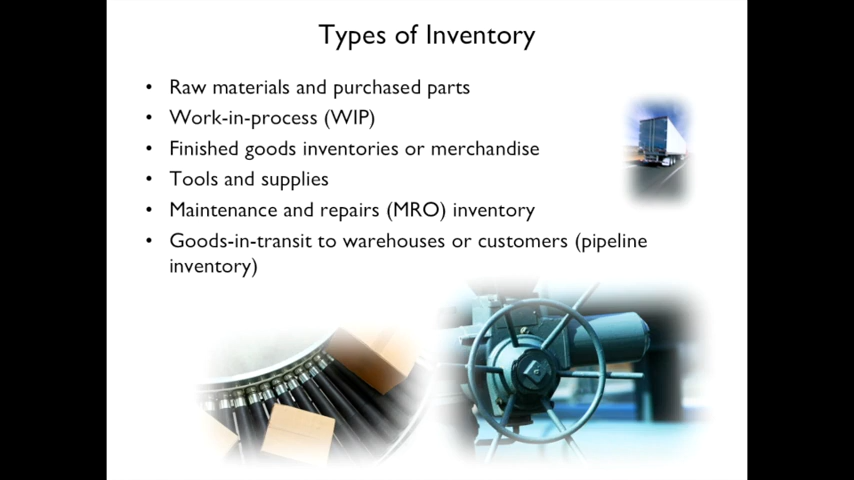 Types of Inventory
• Raw materials and purchased parts
• Work-in-process (WIP)
• Finished goods inventories or merchandise
• Tools and supplies
• Maintenance and repairs (MRO) inventory
• Goods-in-transit to warehouses or customers (pipeline
inventory)